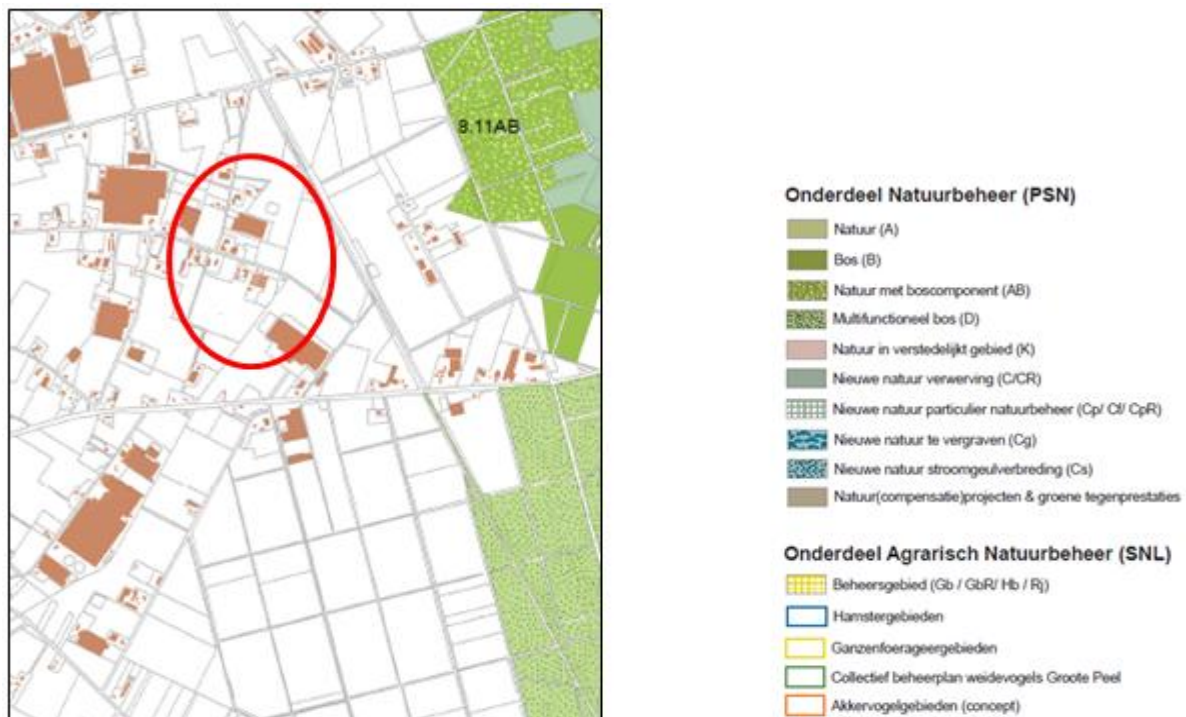 8.11AB
Onderdeel Natuurbeheer (PSN)
Natuur (A)
Bos (B)
Natuur met boscomponent (AB)
Multifunctioneel bos (D)
Natuur in verstedelijkt gebied (K)
Nieuwe natuur verwerving (C/CR)
Nieuwe natuur particulier natuurbeheer (Cp/ Cf/ CpR)
Nieuwe natuur te vergraven (Cg)
Nieuwe natuur stroomgeulverbreding (Cs)
Natuur(compensatie)projecten & groene tegenprestaties
Onderdeel Agrarisch Natuurbeheer (SNL)
Beheersgebied (Gb / GbR/ Hb / Rj)
Hamstergebieden
Ganzenfoerageergebieden
Collectief beheerplan weidevogels Groote Peel
Akkervogelgebieden (concept)